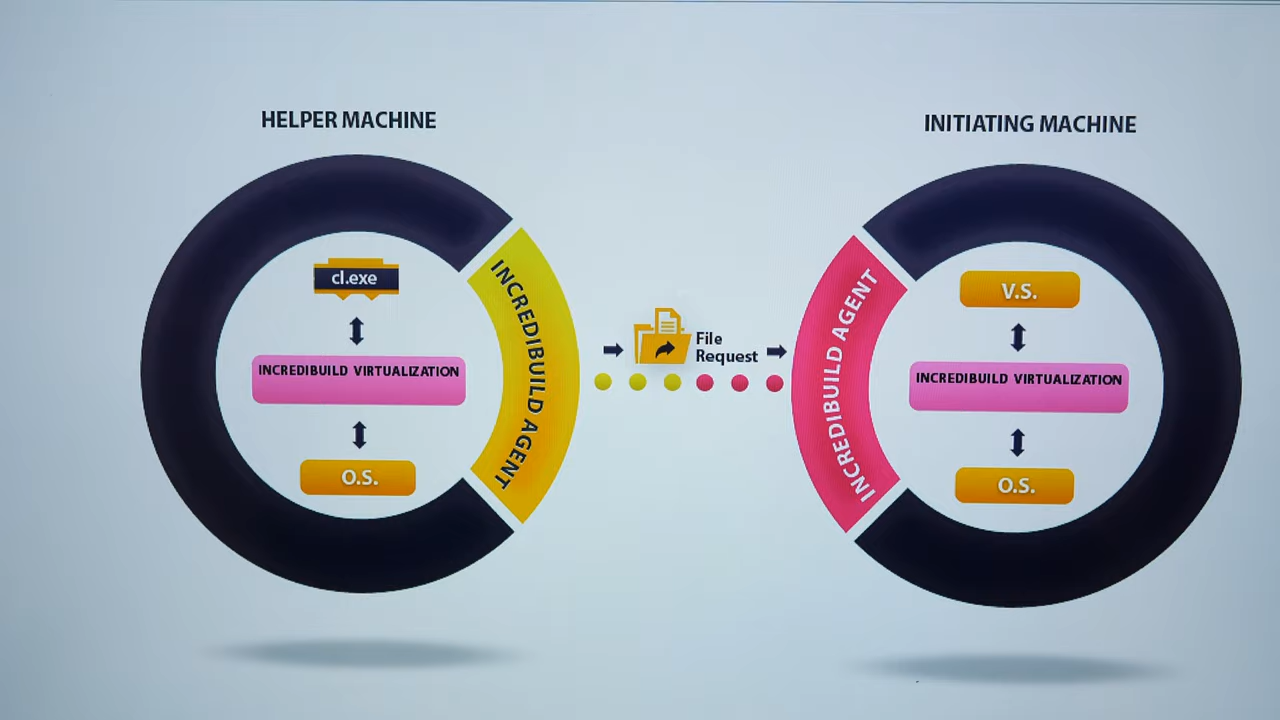 HELPER MACHINE
INITIATING MACHINE
cl.exe
INCREDIBUILD VIRTUALIZATION
O.S.
INCREDIBUILD AGENT
File
Request
INCREDIBUILD AGENT
V.S.
INCREDIBUILD VIRTUALIZATION
O.S.